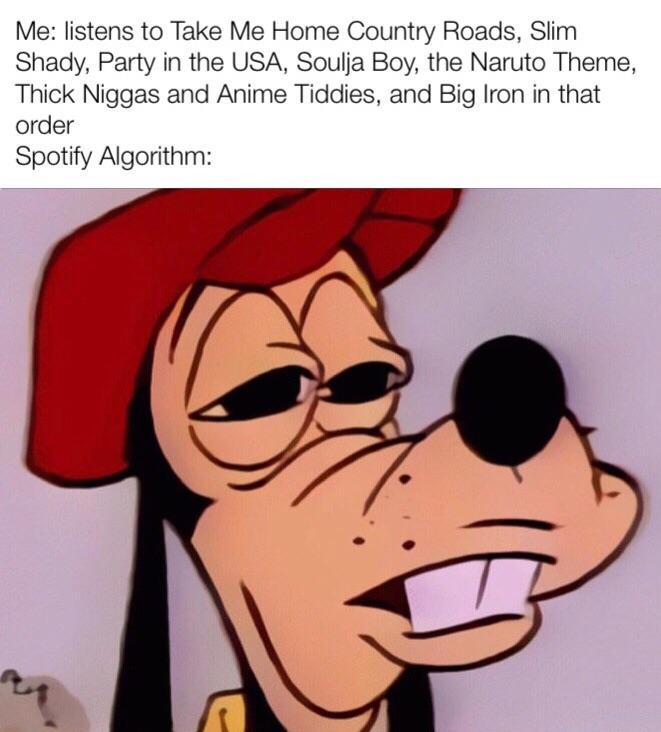 Me: listens to Take Me Home Country Roads, Slim
Shady, Party in the USA, Soulja Boy, the Naruto Theme,
Thick Niggas and Anime Tiddies, and Big Iron in that
order
Spotify Algorithm: